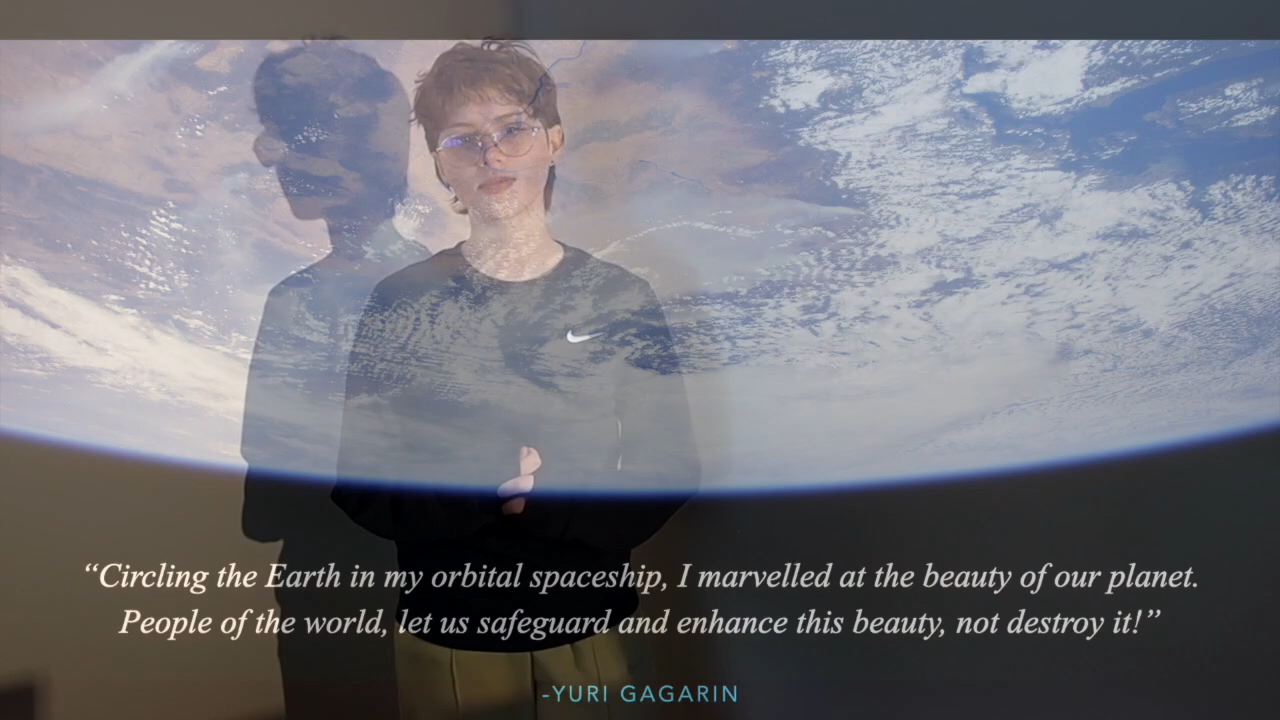 “Circling the Earth in my orbital spaceship, I marvelled at the beauty of our planet.
People of the world, let us safeguard and enhance this beauty, not destroy it!”
-YURI GAGARIN